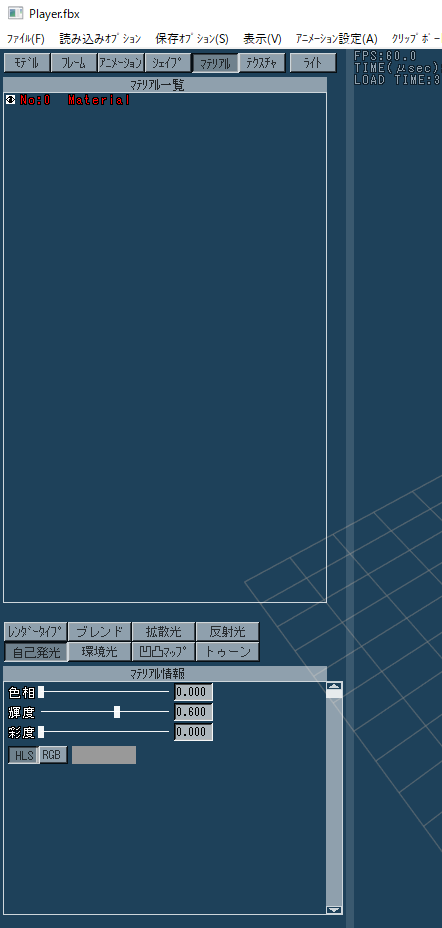 Player.fbx
ﾌｧｲﾙ(F) 読み込みｵﾌﾟｼｮﾝ 保存ｵﾌﾟｼｮﾝ(S) 表示(V) ｱﾆﾒｰｼｮﾝ設定(A) ｸﾘｯﾌﾟﾎﾞｰ
FPS:60.0
TIME(μsec)
LOAD TIME:3
ﾓﾃﾞﾙ ﾌﾚｰﾑ ｱﾆﾒｰｼｮﾝ ｼｪｲﾌﾟ ﾏﾃﾘｱﾙ ﾃｸｽﾁｬ ﾗｲﾄ
ﾏﾃﾘｱﾙ一覧
No:0 Material
ﾚﾝﾀﾞｰﾀｲﾌﾟ ブレンド 拡散光 反射光
自己発光 環境光 凹凸ﾏｯﾌﾟ トゥーン
ﾏﾃﾘｱﾙ情報
色相 0.000
輝度 0.600
彩度 0.000
HLS RGB